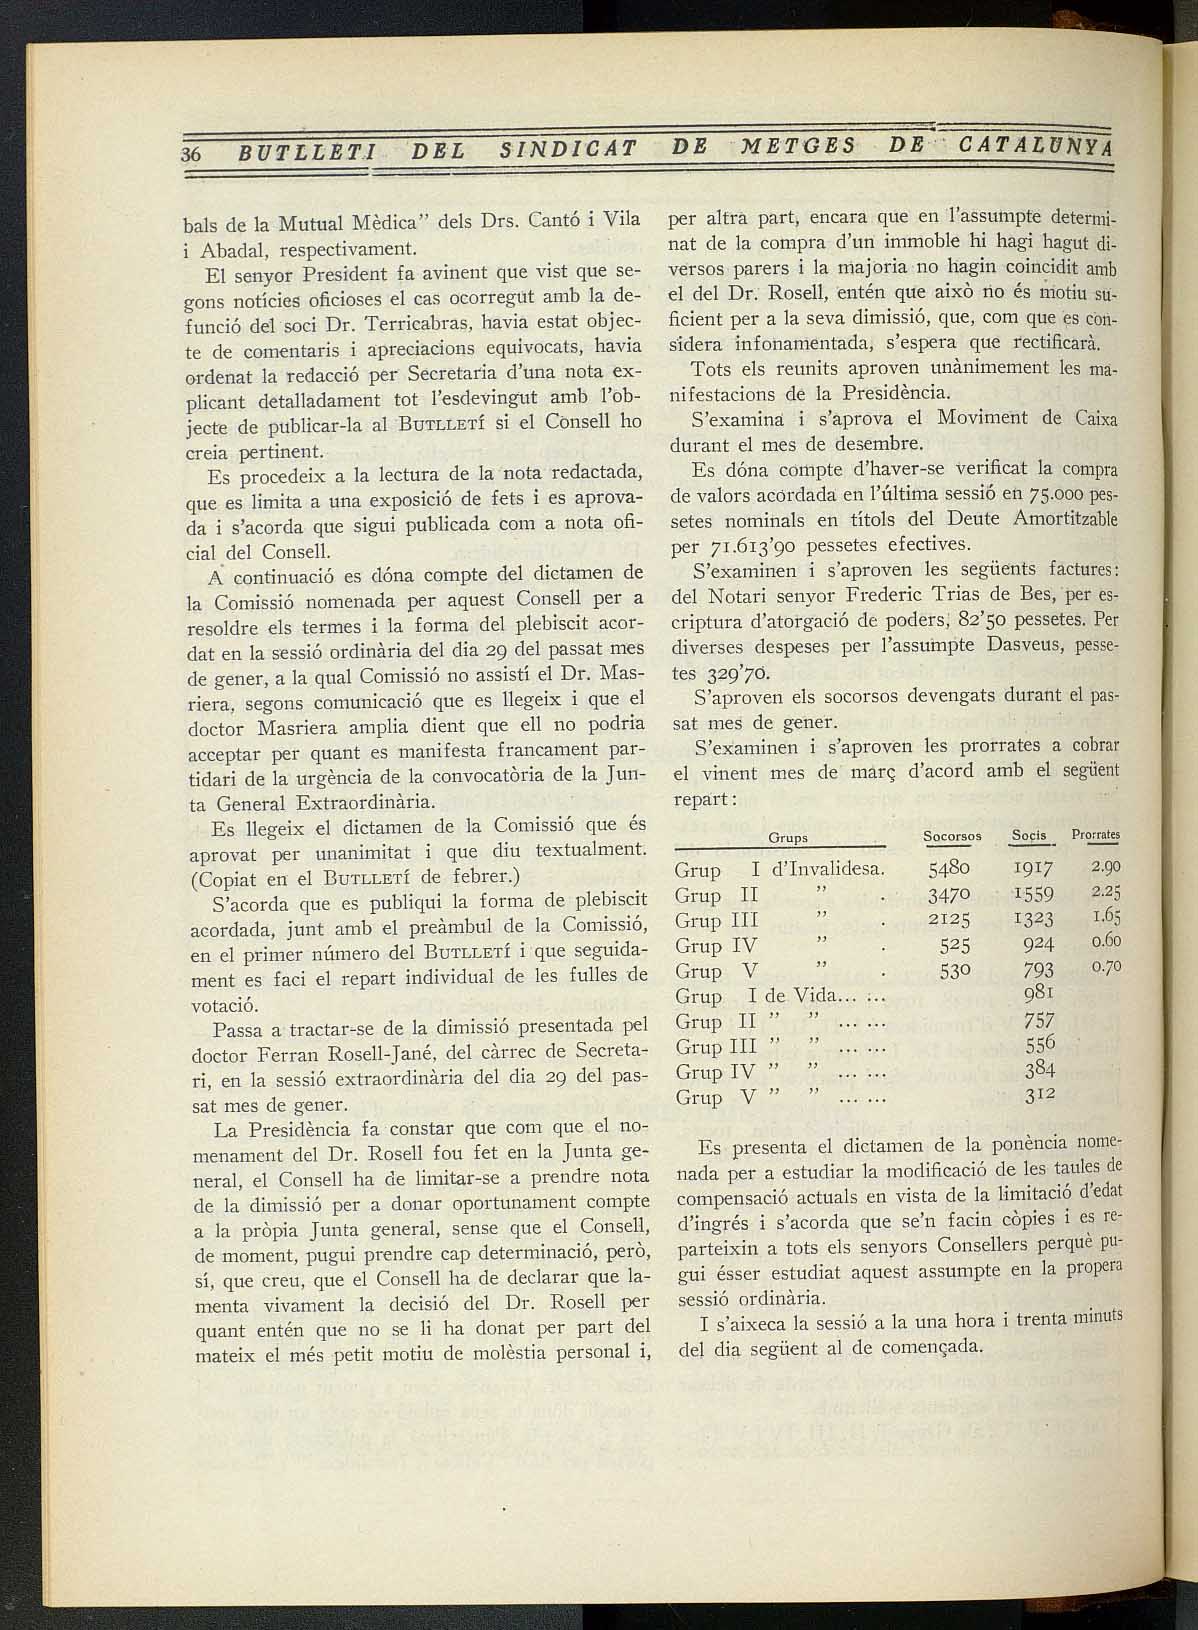 36 BUTLLETI DEL SINDICAT DE METGES DE CATALUNYA
bals de la Mutual Mèdica” dels Drs. Cantó i Vila
i Abadal, respectivament.
El senyor President fa avinent que vist que se-
gons notícies oficioses el cas ocorregut amb la de-
funció del soci Dr. Terricabras, havia estat objec-
te de comentaris i apreciacions equivocats, havia
ordenat la redacció per Secretaria d’una nota ex-
plicant detalladament tot l’esdevingut amb l’ob-
jecte de publicar-la al BUTLLETÍ si el Consell ho
creia pertinent.
Es procedeix a la lectura de la nota redactada,
que es limita a una exposició de fets i es aprova-
da i s’acorda que sigui publicada com a nota ofi-
cial del Consell.
A continuació es dóna compte del dictamen de
la Comissió nomenada per aquest Consell per a
resoldre els termes i la forma del plebiscit acor-
dat en la sessió ordinària del dia 29 del passat mes
de gener, a la qual Comissió no assistí el Dr. Mas-
riera, segons comunicació que es llegeix i que el
doctor Masriera amplia dient que ell no podria
acceptar per quant es manifesta francament par-
tidari de la urgència de la convocatòria de la Jun-
ta General Extraordinària.
Es llegeix el dictamen de la Comissió que és
aprovat per unanimitat i que diu textualment.
(Copiat en el BUTLLETÍ de febrer.)
S’acorda que es publiqui la forma de plebiscit
acordada, junt amb el preàmbul de la Comissió,
en el primer número del BUTLLETÍ i que seguida-
ment es faci el repart individual de les fulles de
votació.
Passa a tractar-se de la dimissió presentada pel
doctor Ferran Rosell-Jané, del càrrec de Secreta-
ri, en la sessió extraordinària del dia 29 del pas-
sat mes de gener.
La Presidència fa constar que com que el no-
menament del Dr. Rosell fou fet en la Junta ge-
neral, el Consell ha de limitar-se a prendre nota
de la dimissió per a donar oportunament compte
a la pròpia Junta general, sense que el Consell,
de moment, pugui prendre cap determinació, però,
sí, que creu, que el Consell ha de declarar que la-
menta vivament la decisió del Dr. Rosell per
quant entén que no se li ha donat per part del
mateix el més petit motiu de molèstia personal i,
per altra part, encara que en l’assumpte determi-
nat de la compra d’un immoble hi hagi hagut di-
versos parers i la majoria no hagin coincidit amb
el del Dr. Rosell, entén que això no és motiu su-
ficient per a la seva dimissió, que, com que es con-
sidera infonamentada, s’espera que rectificarà.
Tots els reunits aproven unànimement les ma-
nifestacions de la Presidència.
S’examina i s’aprova el Moviment de Caixa
durant el mes de desembre.
Es dóna compte d’haver-se verificat la compra
de valors acordada en l’última sessió en 75.000 pes-
setes nominals en títols del Deute Amortitzable
per 71.613’90 pessetes efectives.
S’examinen i s’aproven les següents factures:
del Notari senyor Frederic Trias de Bes, per es-
criptura d’atorgació de poders, 82’50 pessetes. Per
diverses despeses per l’assumpte Dasveus, pesse-
tes 329’70.
S’aproven els socorsos devengats durant el pas-
sat mes de gener.
S’examinen i s’aproven les prorrates a cobrar
el vinent mes de març d’acord amb el següent
repart:
Grups Socorsos Socis Prorrates
Grup I d’Invalidesa. 5480 1917 2.90
Grup II ” . 3470 1559 2.25
Grup III ” . 2125 1323 1.65
Grup IV ” . 525 924 0.60
Grup V ” . 530 793 0.70
Grup I de Vida... ... 981
Grup II ” ” ... ... 757
Grup III ” ” ... ... 556
Grup IV ” ” ... ... 384
Grup V ” ” ... ... 312
Es presenta el dictamen de la ponència nome-
nada per a estudiar la modificació de les taules de
compensació actuals en vista de la limitació d’edat
d’ingrés i s’acorda que se’n facin còpies i es re-
parteixin a tots els senyors Consellers perquè pu-
gui ésser estudiat aquest assumpte en la propera
sessió ordinària.
I s’aixeca la sessió a la una hora i trenta minuts
del dia següent al de començada.